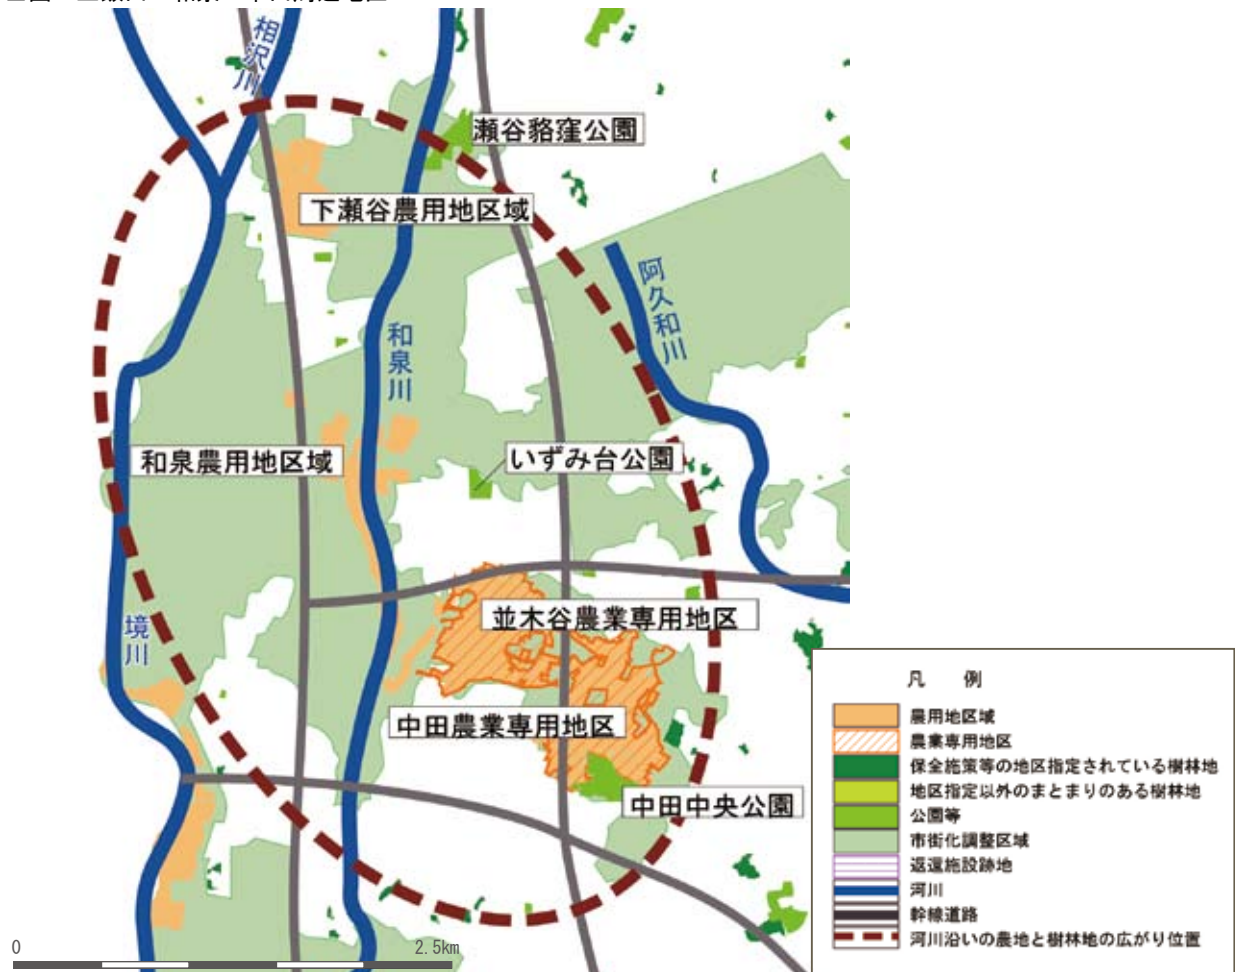 相沢川
瀬谷貉窪公園
下瀬谷農用地区域
阿久和川
和泉川
和泉農用地区域
いずみ台公園
並木谷農業専用地区
境川
中田農業専用地区
中田中央公園
凡 例
農用地区域
農業専用地区
保全施策等の地区指定されている樹林地
地区指定以外のまとまりのある樹林地
公園等
市街化調整区域
返還施設跡地
河川
幹線道路
河川沿いの農地と樹林地の広がり位置
0 2.5km